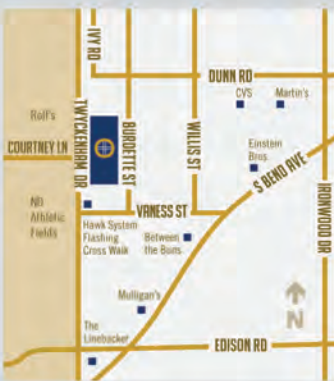 IVY RD
DUNN RD
CVS
Martin's
Rolf's
TWYCKENHAM DR
BURDETTE ST
WILLIS ST
COURTNEY LN
Einstein
Bros.
S BEND AVE
IRONWOOD DR
ND
Athletic
Fields
VANESS ST
Hawk System
Flashing
Cross Walk
Between
the Buns
Mulligan's
N
The
Linebacker
EDISON RD